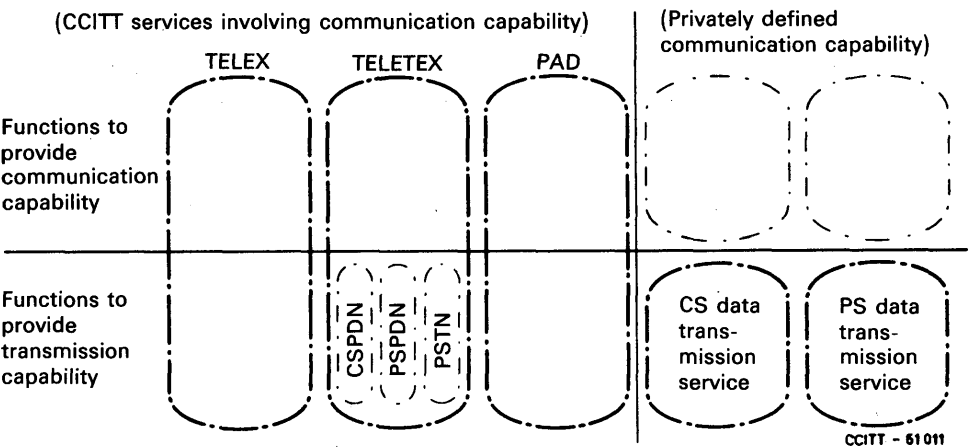 (CCITT services involving communication capability)
(Privately defined
communication capability)
TELEX
TELETEX
PAD
Functions to
provide
communication
capability
Functions to
provide
transmission
capability
CSPDN
PSPDN
PSTN
CS data
trans-
mission
service
PS data
trans-
mission
service
CCITT - 61011